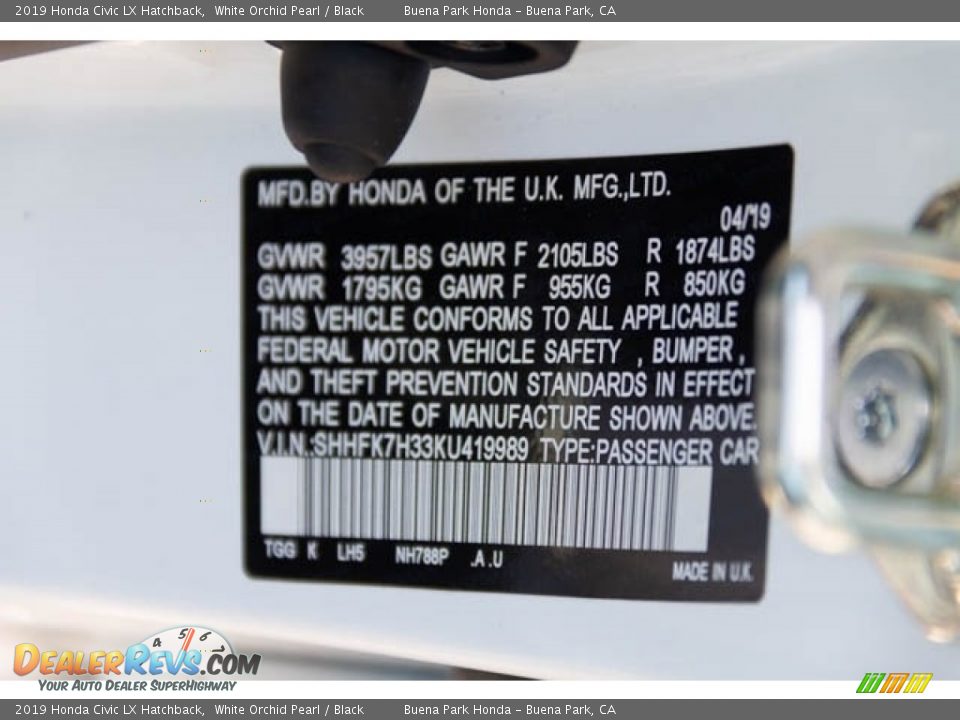 2019 Honda Civic LX Hatchback, White Orchid Pearl / Black Buena Park Honda - Buena Park, CA
MFD.BY HONDA OF THE U.K. MFG.,LTD.
04/19
GVWR 3957LBS GAWR F 2105LBS R 1874LBS
GVWR 1795KG GAWR F 955KG R 850KG
THIS VEHICLE CONFORMS TO ALL APPLICABLE
FEDERAL MOTOR VEHICLE SAFETY , BUMPER ,
AND THEFT PREVENTION STANDARDS IN EFFECT
ON THE DATE OF MANUFACTURE SHOWN ABOVE.
V.I.N.:SHHFK7H33KU419989 TYPE:PASSENGER CAR
TGG K LH5 NH788P .A .U
MADE IN U.K.
4 5 6 7
DEALERREVS.COM
YOUR AUTO DEALER SUPERHIGHWAY
2019 Honda Civic LX Hatchback, White Orchid Pearl / Black Buena Park Honda - Buena Park, CA